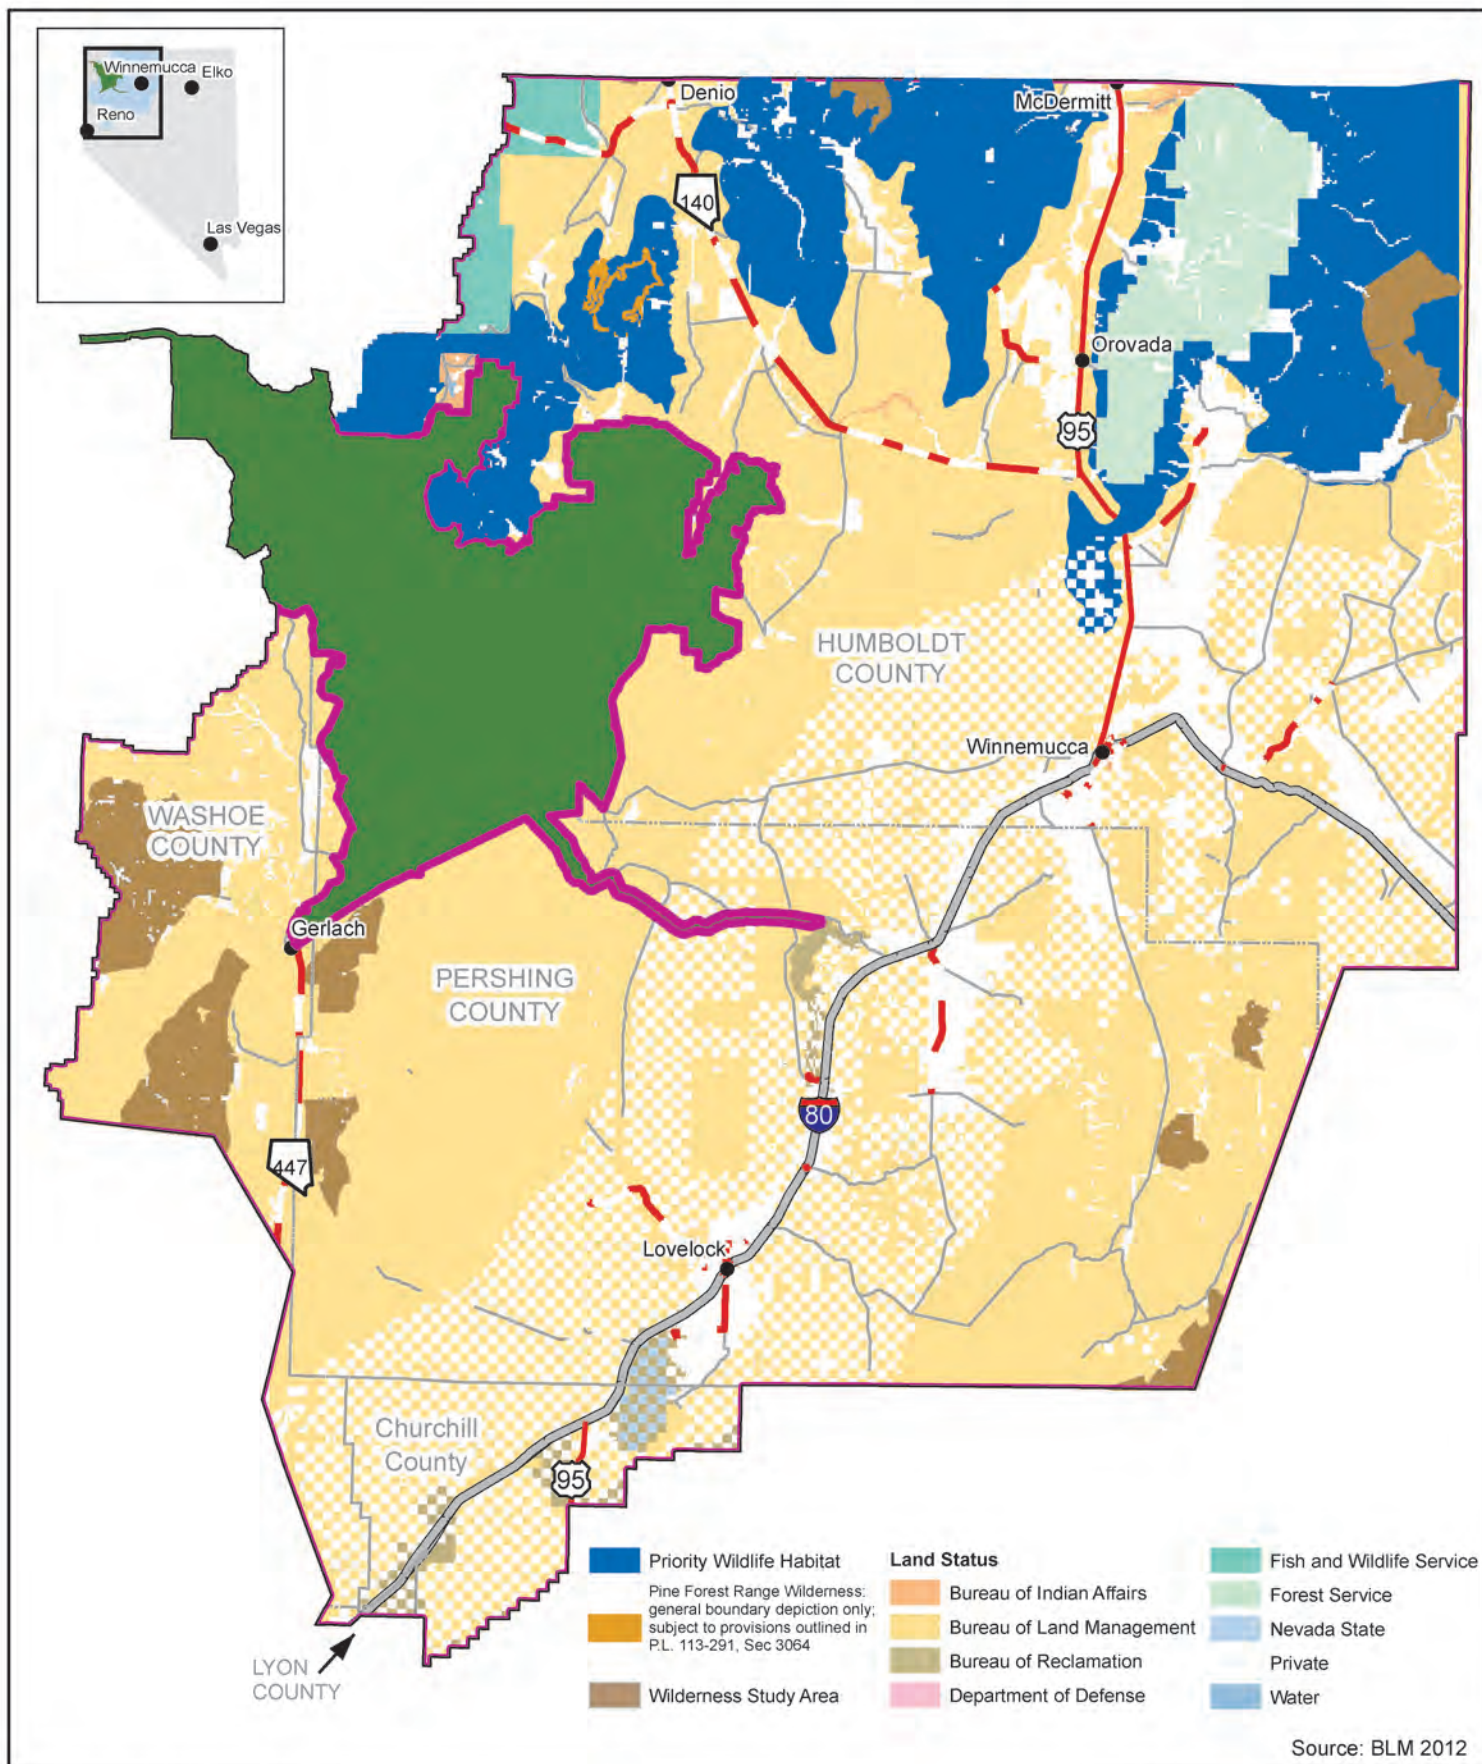 Winnemucca
Elko
Reno
Las Vegas
Denio
McDermitt
140
Orovada
95
HUMBOLDT
COUNTY
Winnemucca
WASHOE
COUNTY
Gerlach
PERSHING
COUNTY
80
447
Lovelock
Churchill
County
95
LYON
COUNTY
Priority Wildlife Habitat
Pine Forest Range Wilderness:
general boundary depiction only;
subject to provisions outlined in
P.L. 113-291, Sec 3064
Wilderness Study Area
Land Status
Bureau of Indian Affairs
Bureau of Land Management
Bureau of Reclamation
Department of Defense
Fish and Wildlife Service
Forest Service
Nevada State
Private
Water
Source: BLM 2012